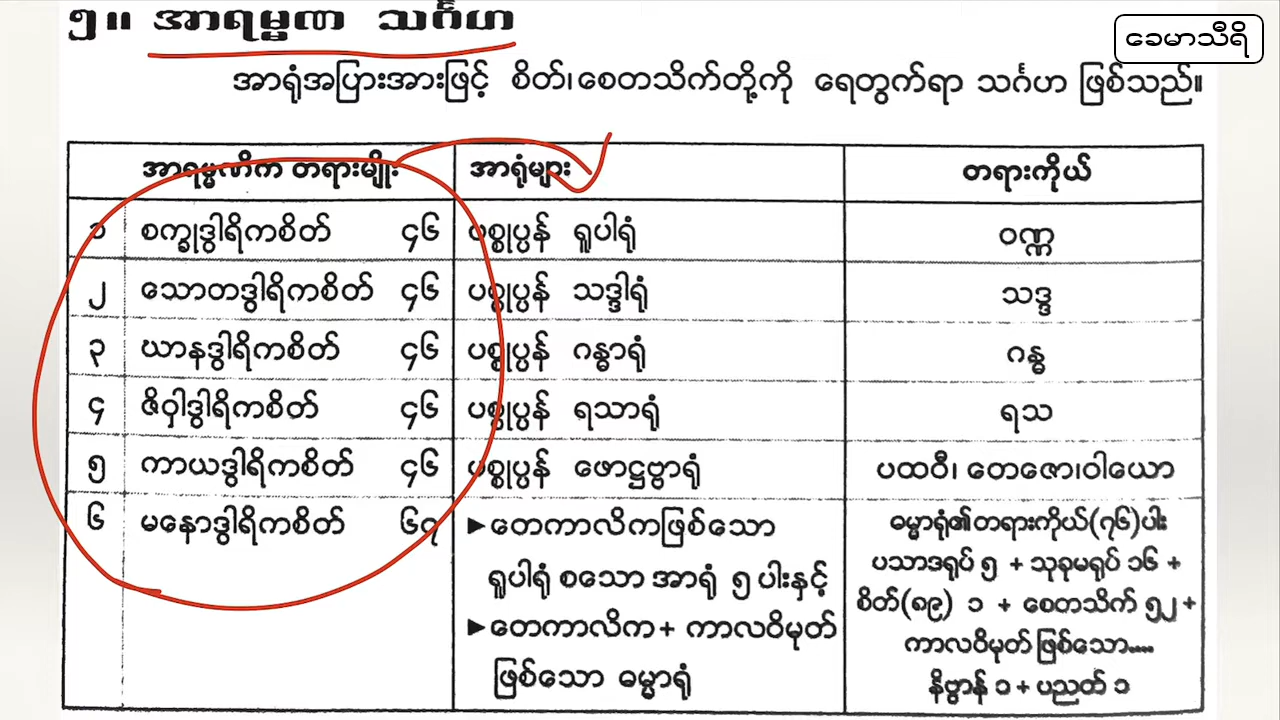 ၅။ အာရမ္မဏ သင်္ဂဟ
ခေမာသီရိ
အာရုံအပြားအားဖြင့် စိတ်၊စေတသိက်တို့ကို ရေတွက်ရာ သင်္ဂဟ ဖြစ်သည်။
အာရမ္မဏိက တရားမျိုး အာရုံများ တရားကိုယ်
၁ စက္ခုဒွါရိကစိတ် ၄၆ ပစ္စုပ္ပန် ရူပါရုံ ဝဏ္ဏ
၂ သောတဒွါရိကစိတ် ၄၆ ပစ္စုပ္ပန် သဒ္ဒါရုံ သဒ္ဒ
၃ ဃာနဒွါရိကစိတ် ၄၆ ပစ္စုပ္ပန် ဂန္ဓာရုံ ဂန္ဓ
၄ ဇိဝှါဒွါရိကစိတ် ၄၆ ပစ္စုပ္ပန် ရသာရုံ ရသ
၅ ကာယဒွါရိကစိတ် ၄၆ ပစ္စုပ္ပန် ဖောဋ္ဌဗ္ဗာရုံ ပထဝီ၊ တေဇော၊ဝါယော
၆ မနောဒွါရိကစိတ် ၆၇ ►တေကာလိကဖြစ်သော
ရူပါရုံ စသော အာရုံ ၅ ပါးနှင့်
►တေကာလိက + ကာလဝိမုတ်
ဖြစ်သော ဓမ္မာရုံ
ဓမ္မာရုံ၏တရားကိုယ်(၇၆)ပါး
ပသာဒရုပ် ၅ + သုခုမရုပ် ၁၆ +
စိတ်(၈၉) ၁ + စေတသိက် ၅၂ +
ကာလဝိမုတ် ဖြစ်သော....
နိဗ္ဗာန် ၁ + ပညတ် ၁